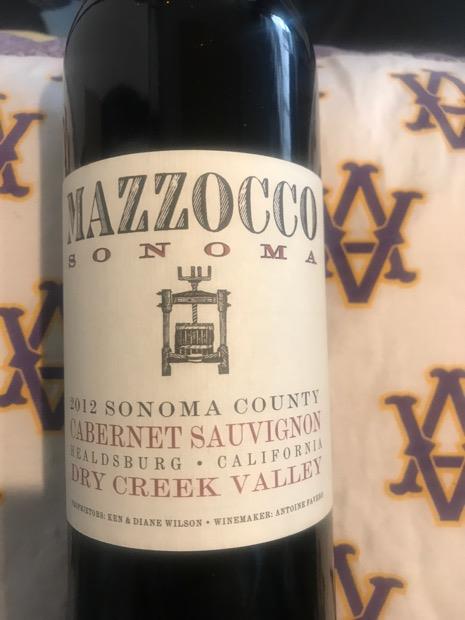 MAZZOCCO
SONOMA
2012 SONOMA COUNTY
CABERNET SAUVIGNON
HEALDSBURG • CALIFORNIA
DRY CREEK VALLEY
PROPRIETORS: KEN & DIANE WILSON • WINEMAKER: ANTOINE FAVERO